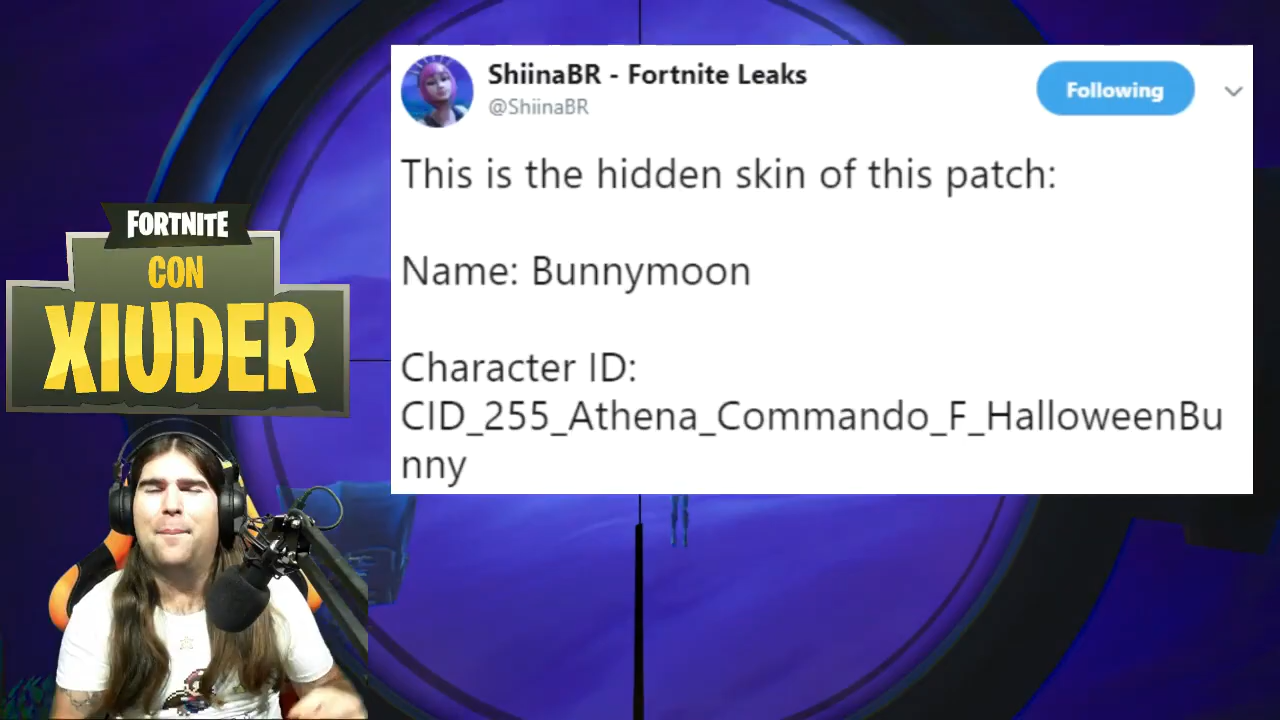 FORTNITE
CON
XIUDER
ShiinaBR - Fortnite Leaks
@ShiinaBR
Following
This is the hidden skin of this patch:
Name: Bunnymoon
Character ID:
CID_255_Athena_Commando_F_HalloweenBu
nny